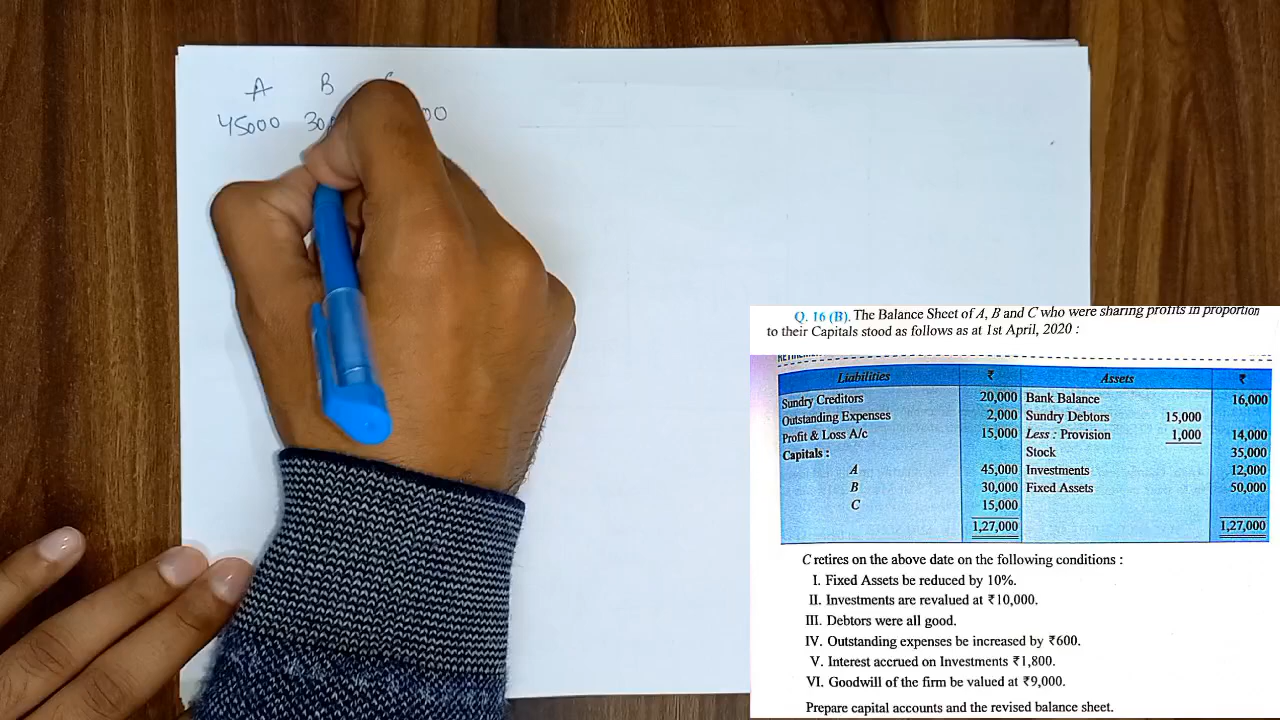 A B
45000
Q. 16 (B). The Balance Sheet of A, B and C who were sharing profits in proportion
to their Capitals stood as follows as at 1st April, 2020 :
Liabilities ₹ Assets ₹
Sundry Creditors 20,000 Bank Balance 16,000
Outstanding Expenses 2,000 Sundry Debtors 15,000
Profit & Loss A/c 15,000 Less : Provision 1,000 14,000
Capitals : Stock 35,000
A 45,000 Investments 12,000
B 30,000 Fixed Assets 50,000
C 15,000
1,27,000 1,27,000
C retires on the above date on the following conditions :
I. Fixed Assets be reduced by 10%.
II. Investments are revalued at ₹10,000.
III. Debtors were all good.
IV. Outstanding expenses be increased by ₹600.
V. Interest accrued on Investments ₹1,800.
VI. Goodwill of the firm be valued at ₹9,000.
Prepare capital accounts and the revised balance sheet.